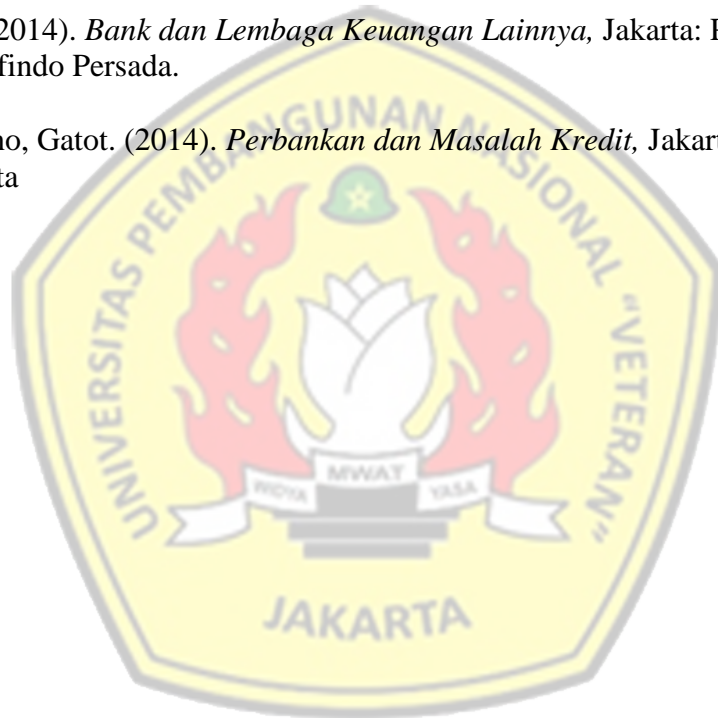 2014). Bank dan Lembaga Keuangan Lainnya, Jakarta:
findo Persada.
no, Gatot. (2014). Perbankan dan Masalah Kredit, Jakart
ta
UNIVERSITAS PEMBANGUNAN NASIONAL "VETERAN"
WIDYA MWAT YASA
JAKARTA